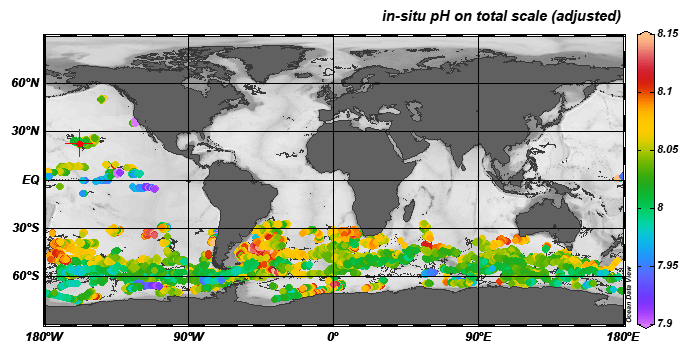 in-situ pH on total scale (adjusted)
8.15
60°N
8.1
30°N
8.05
EQ
8
30°S
7.95
60°S
Ocean Data View
7.9
180°W 90°W 0° 90°E 180°E